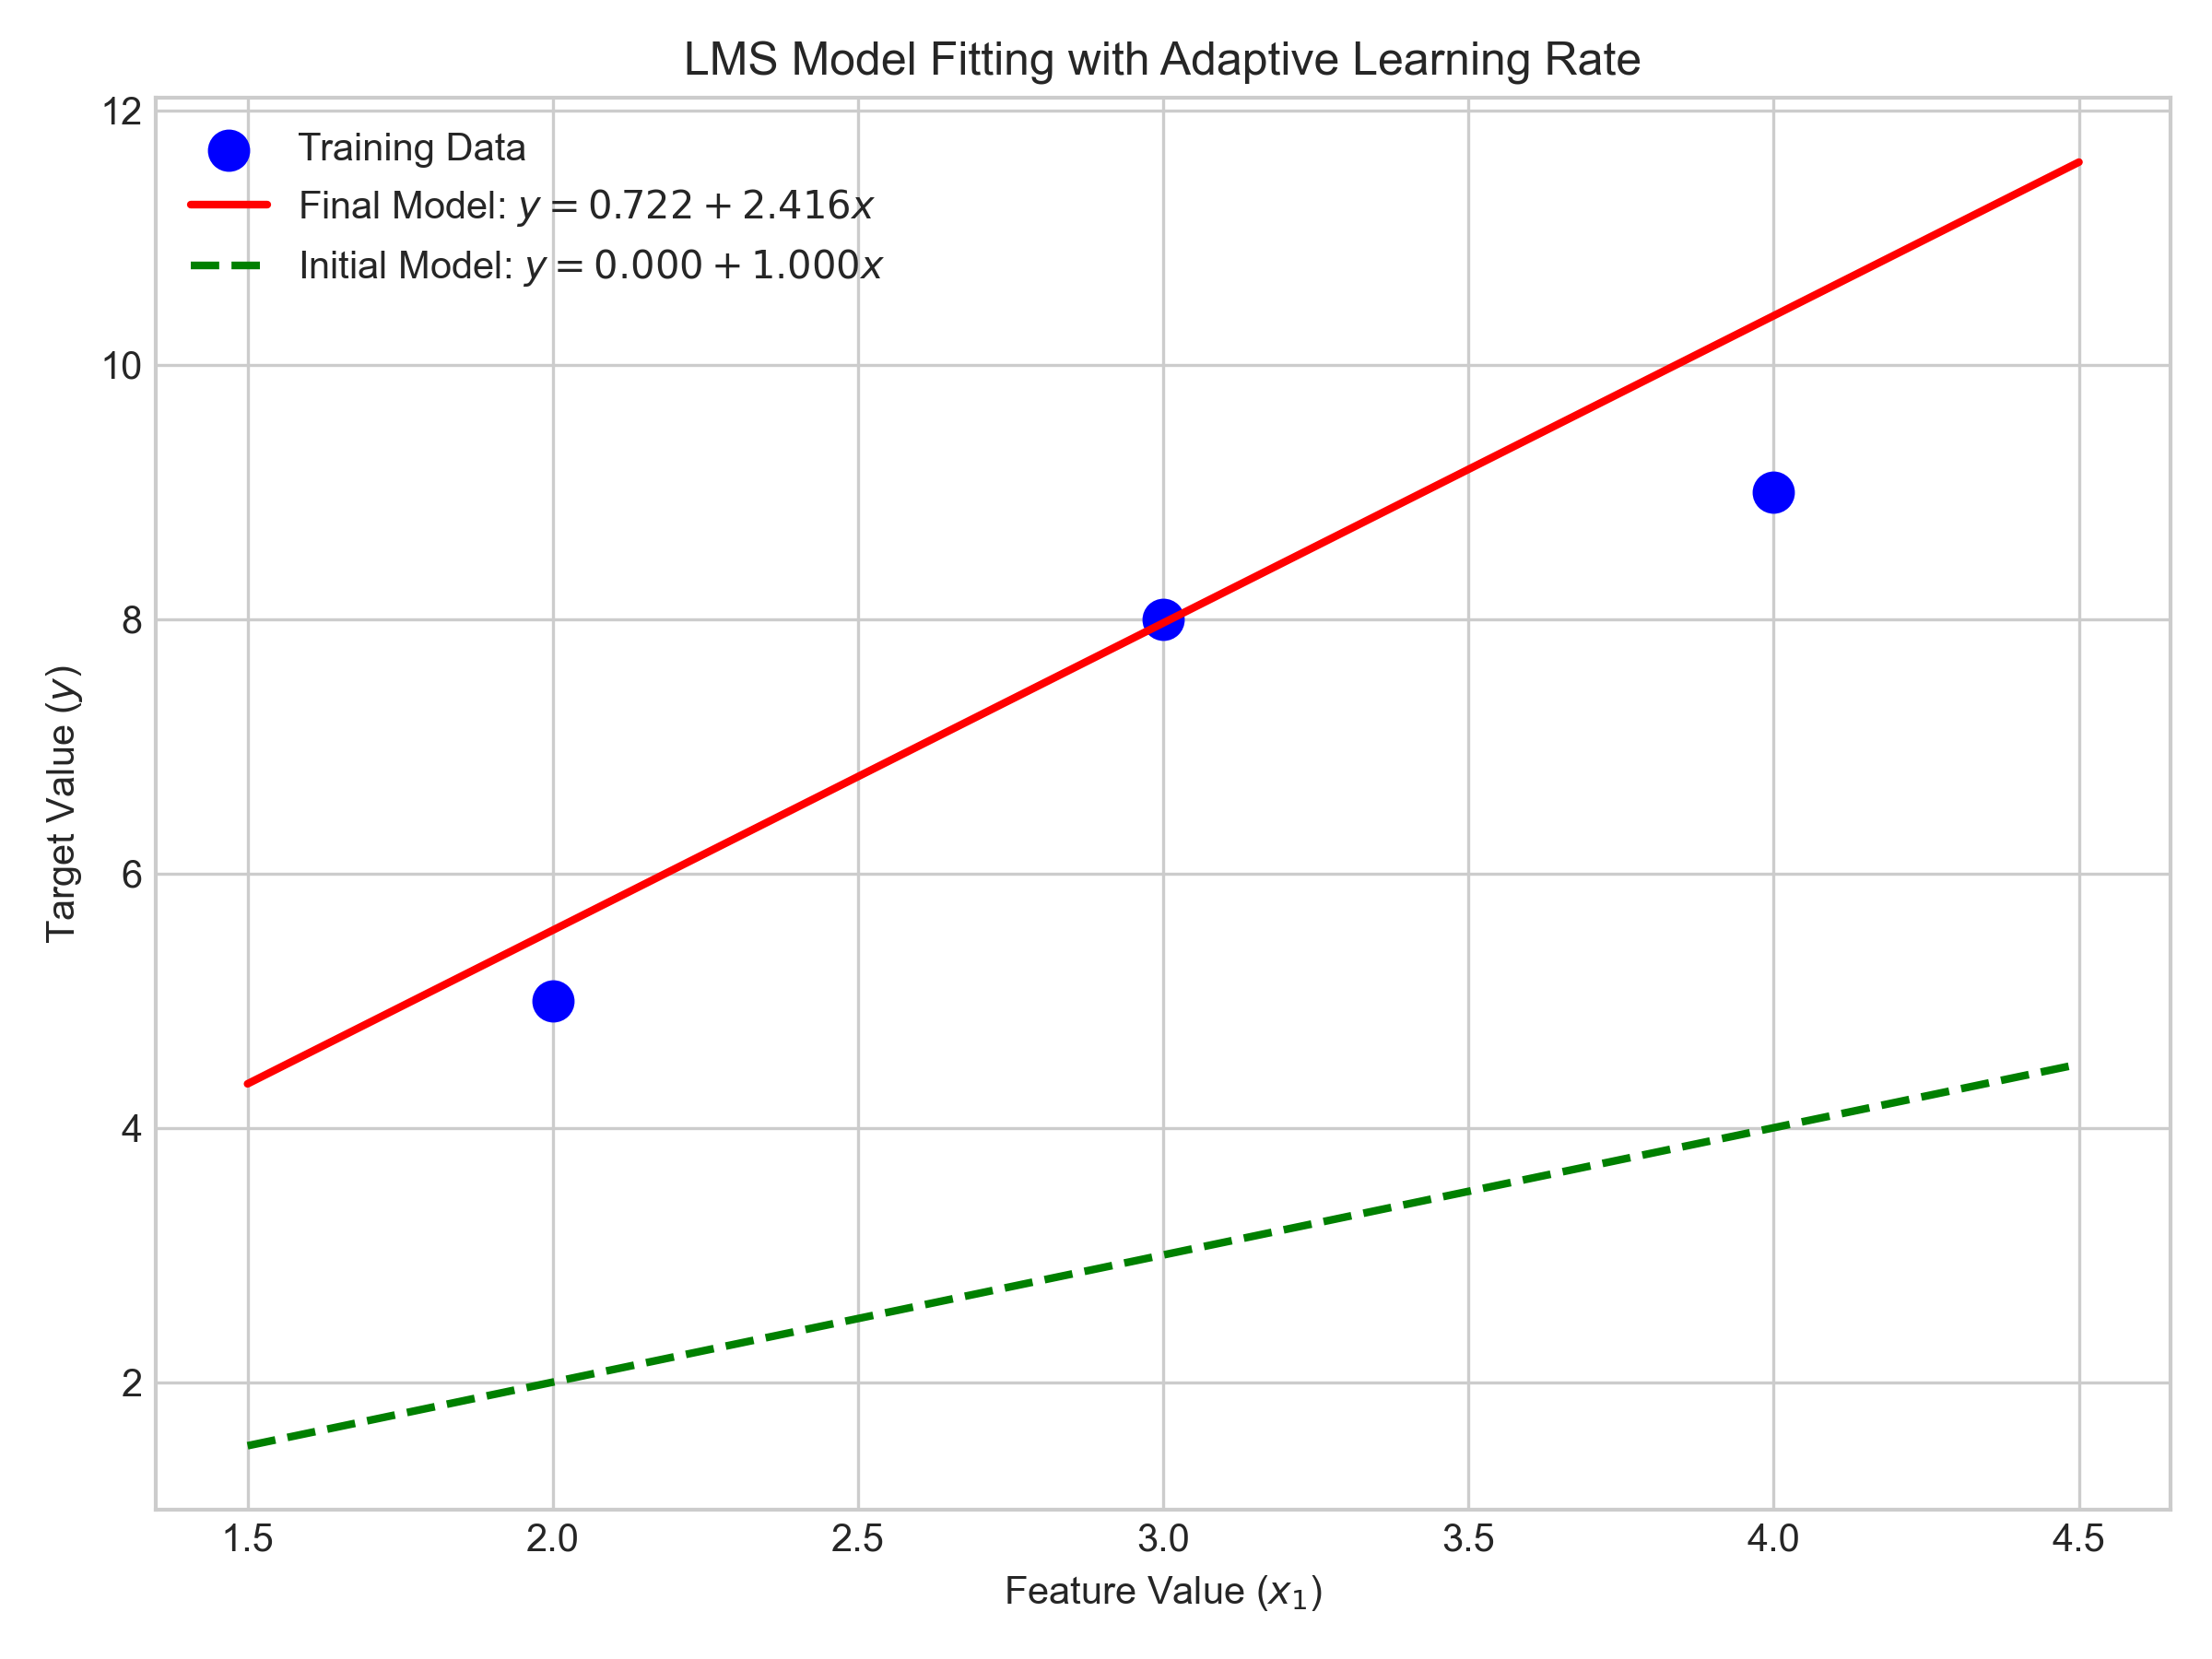 LMS Model Fitting with Adaptive Learning Rate
Training Data
Final Model: y = 0.722 + 2.416x
Initial Model: y = 0.000 + 1.000x
12
10
8
6
4
2
Target Value (y)
1.5 2.0 2.5 3.0 3.5 4.0 4.5
Feature Value (x₁)